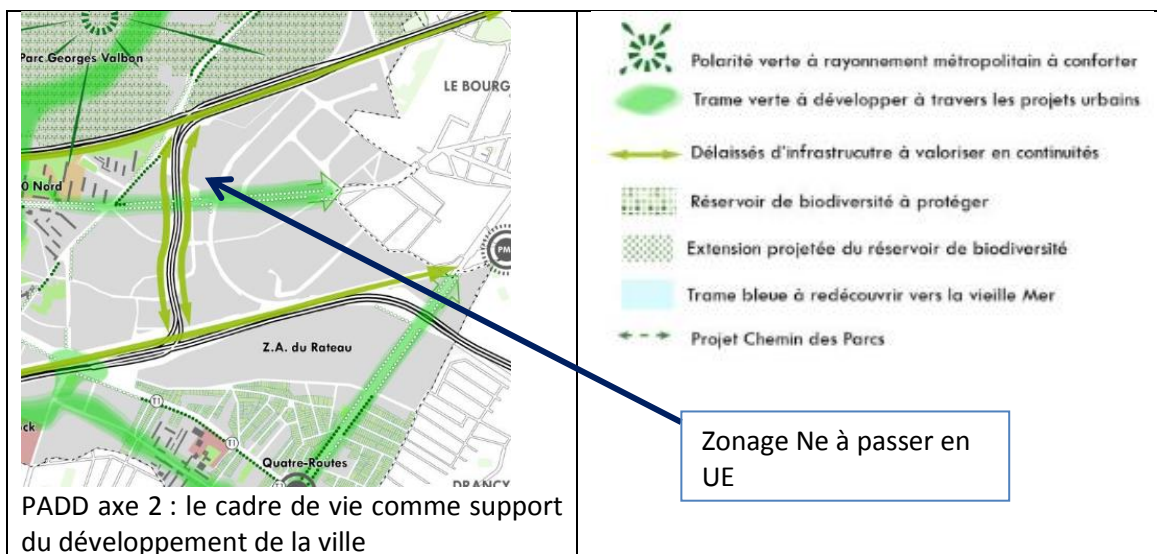 Parc Georges Valbon
LE BOURG
0 Nord
PM
Z.A. du Rateau
T1
T1
Quatre-Routes
DRANCY
PADD axe 2 : le cadre de vie comme support
du développement de la ville
Polarité verte à rayonnement métropolitain à conforter
Trame verte à développer à travers les projets urbains
Délaissés d'infrastrucutre à valoriser en continuités
Réservoir de biodiversité à protéger
Extension projetée du réservoir de biodiversité
Trame bleue à redécouvrir vers la vieille Mer
Projet Chemin des Parcs
Zonage Ne à passer en
UE